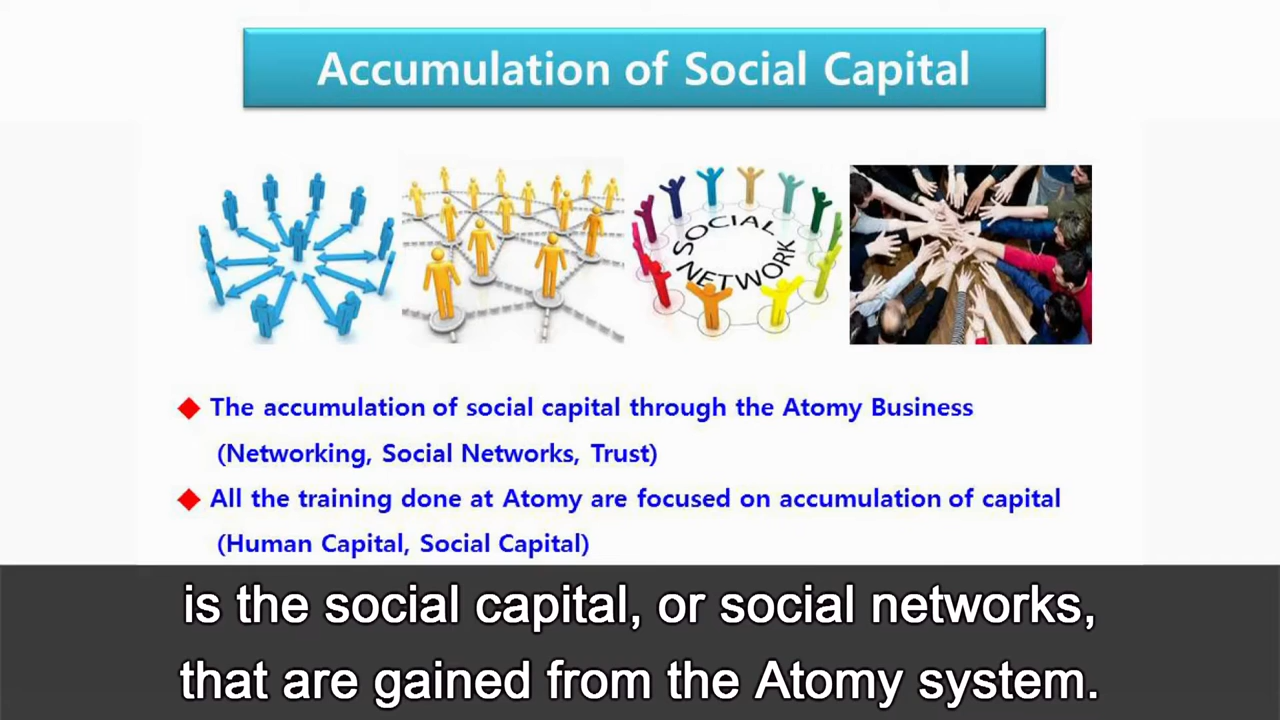 Accumulation of Social Capital
SOCIAL
NETWORK
The accumulation of social capital through the Atomy Business
(Networking, Social Networks, Trust)
All the training done at Atomy are focused on accumulation of capital
(Human Capital, Social Capital)
is the social capital, or social networks,
that are gained from the Atomy system.